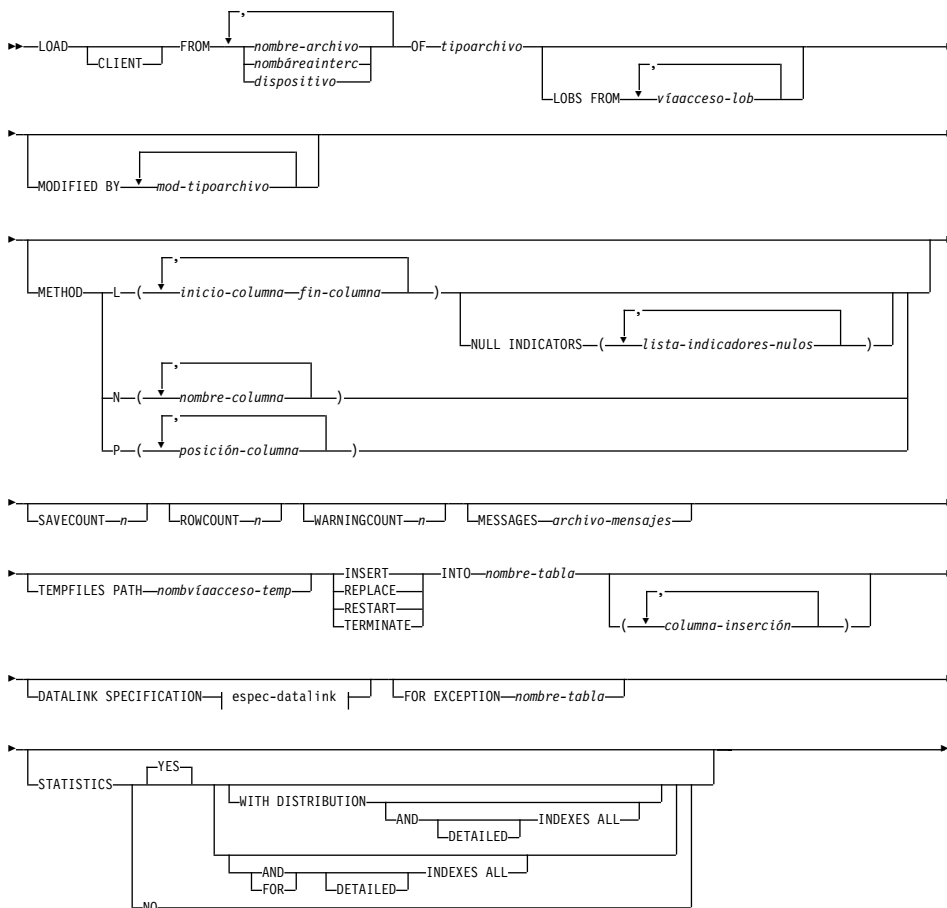 ,
LOAD FROM nombre-archivo OF tipoarchivo
CLIENT nombáreainterc ,
dispositivo LOBS FROM víaacceso-lob
MODIFIED BY mod-tipoarchivo
,
METHOD L ( inicio-columna fin-columna )
,
NULL INDICATORS ( lista-indicadores-nulos )
,
N ( nombre-columna )
,
P ( posición-columna )
SAVECOUNT n ROWCOUNT n WARNINGCOUNT n MESSAGES archivo-mensajes
INSERT INTO nombre-tabla
TEMPFILES PATH nombvíaacceso-temp REPLACE ,
RESTART ( columna-inserción )
TERMINATE
DATALINK SPECIFICATION espec-datalink FOR EXCEPTION nombre-tabla
YES
STATISTICS
WITH DISTRIBUTION
AND INDEXES ALL
DETAILED
AND INDEXES ALL
FOR DETAILED
NO